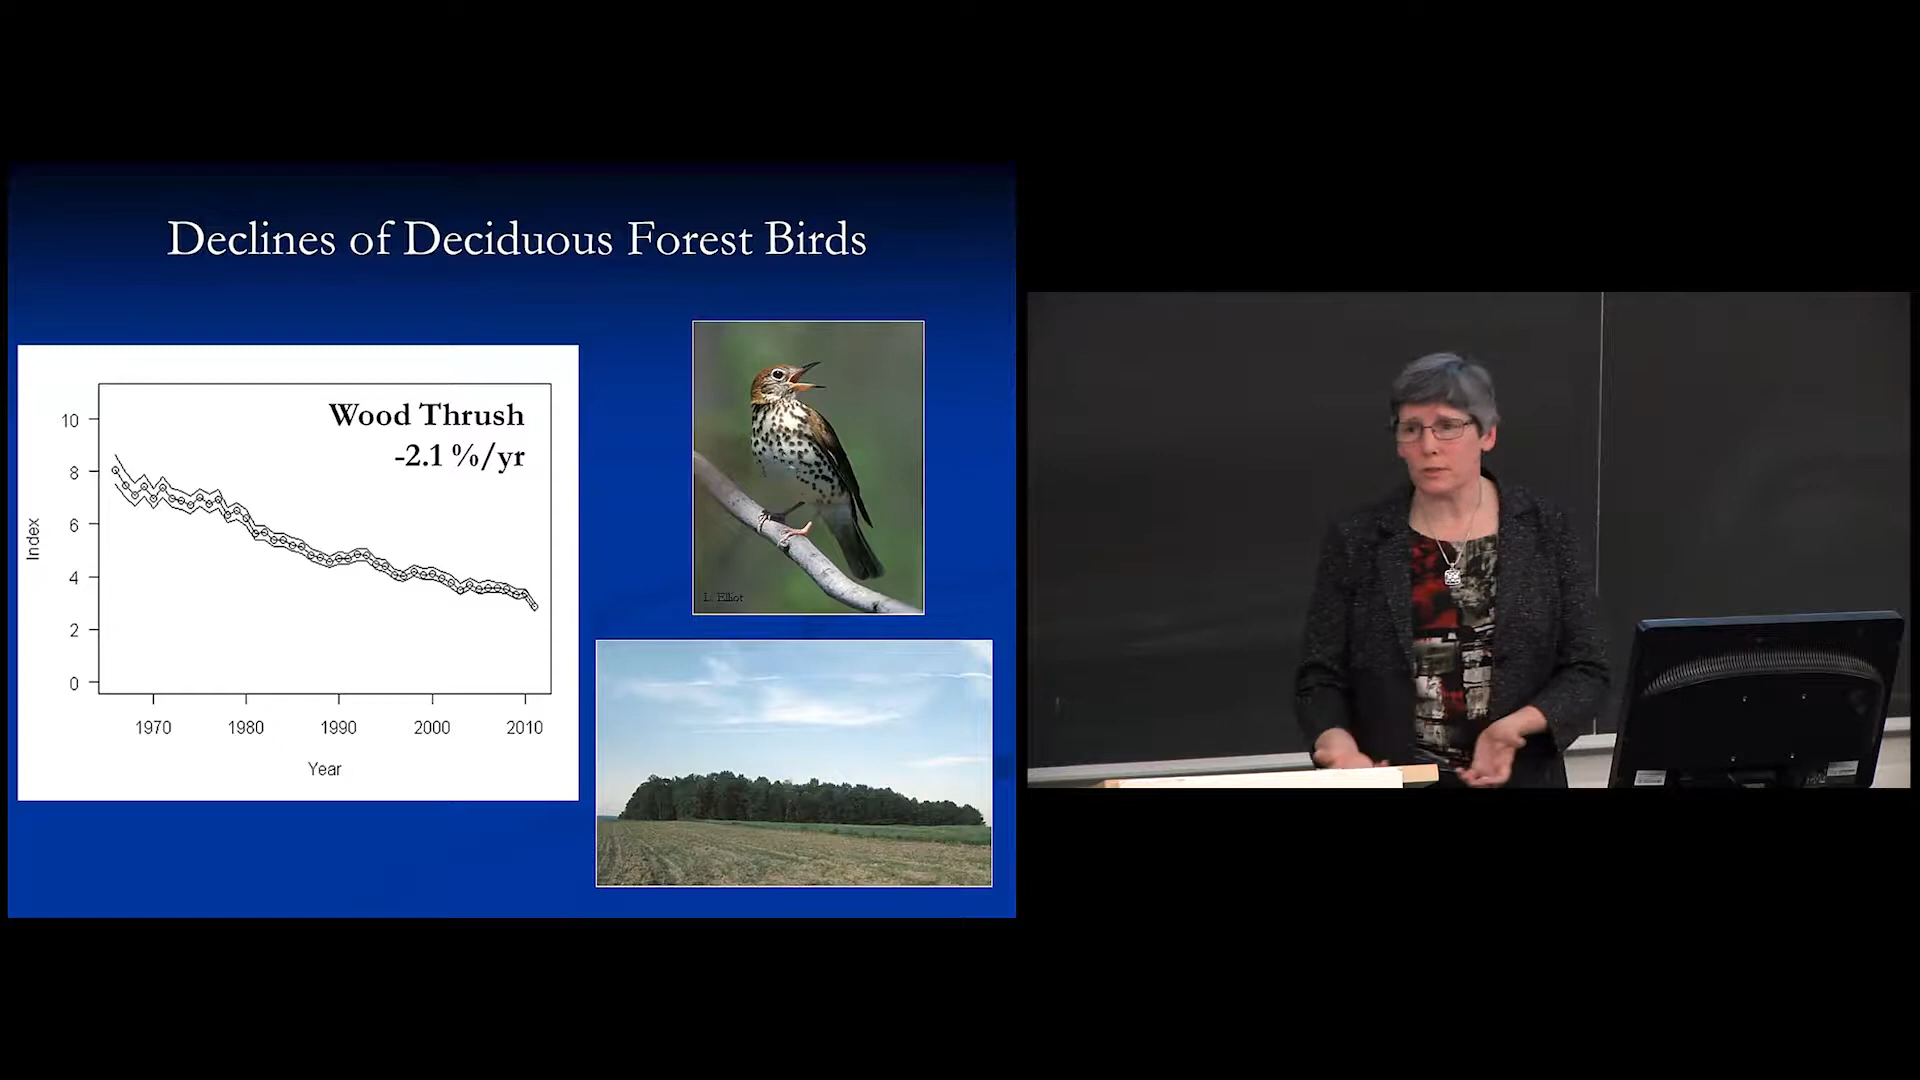 Declines of Deciduous Forest Birds
Wood Thrush
-2.1 %/yr
Index
10
8
6
4
2
0
1970 1980 1990 2000 2010
Year
L. Elliot